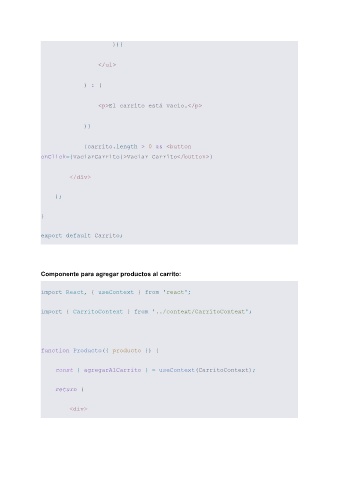 ))}
</ul>
) : (
<p>El carrito está vacío.</p>
)}
{carrito.length > 0 && <button
onClick={vaciarCarrito}>Vaciar Carrito</button>}
</div>
);
}
export default Carrito;
Componente para agregar productos al carrito:
import React, { useContext } from 'react';
import { CarritoContext } from '../context/CarritoContext';
function Producto({ producto }) {
const { agregarAlCarrito } = useContext(CarritoContext);
return (
<div>